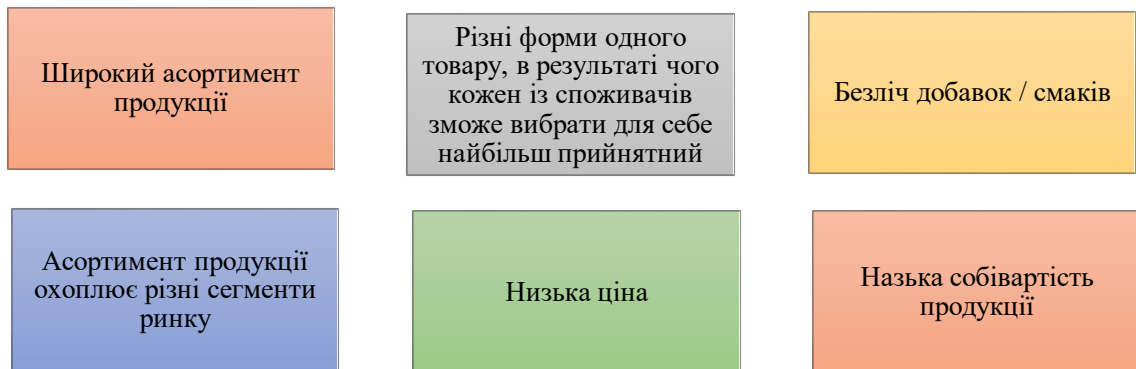 Широкий асортимент
продукції
Різні форми одного
товару, в результаті чого
кожен із споживачів
зможе вибрати для себе
найбільш прийнятний
Безліч добавок / смаків
Асортимент продукції
охоплює різні сегменти
ринку
Низька ціна
Назька собівартість
продукції